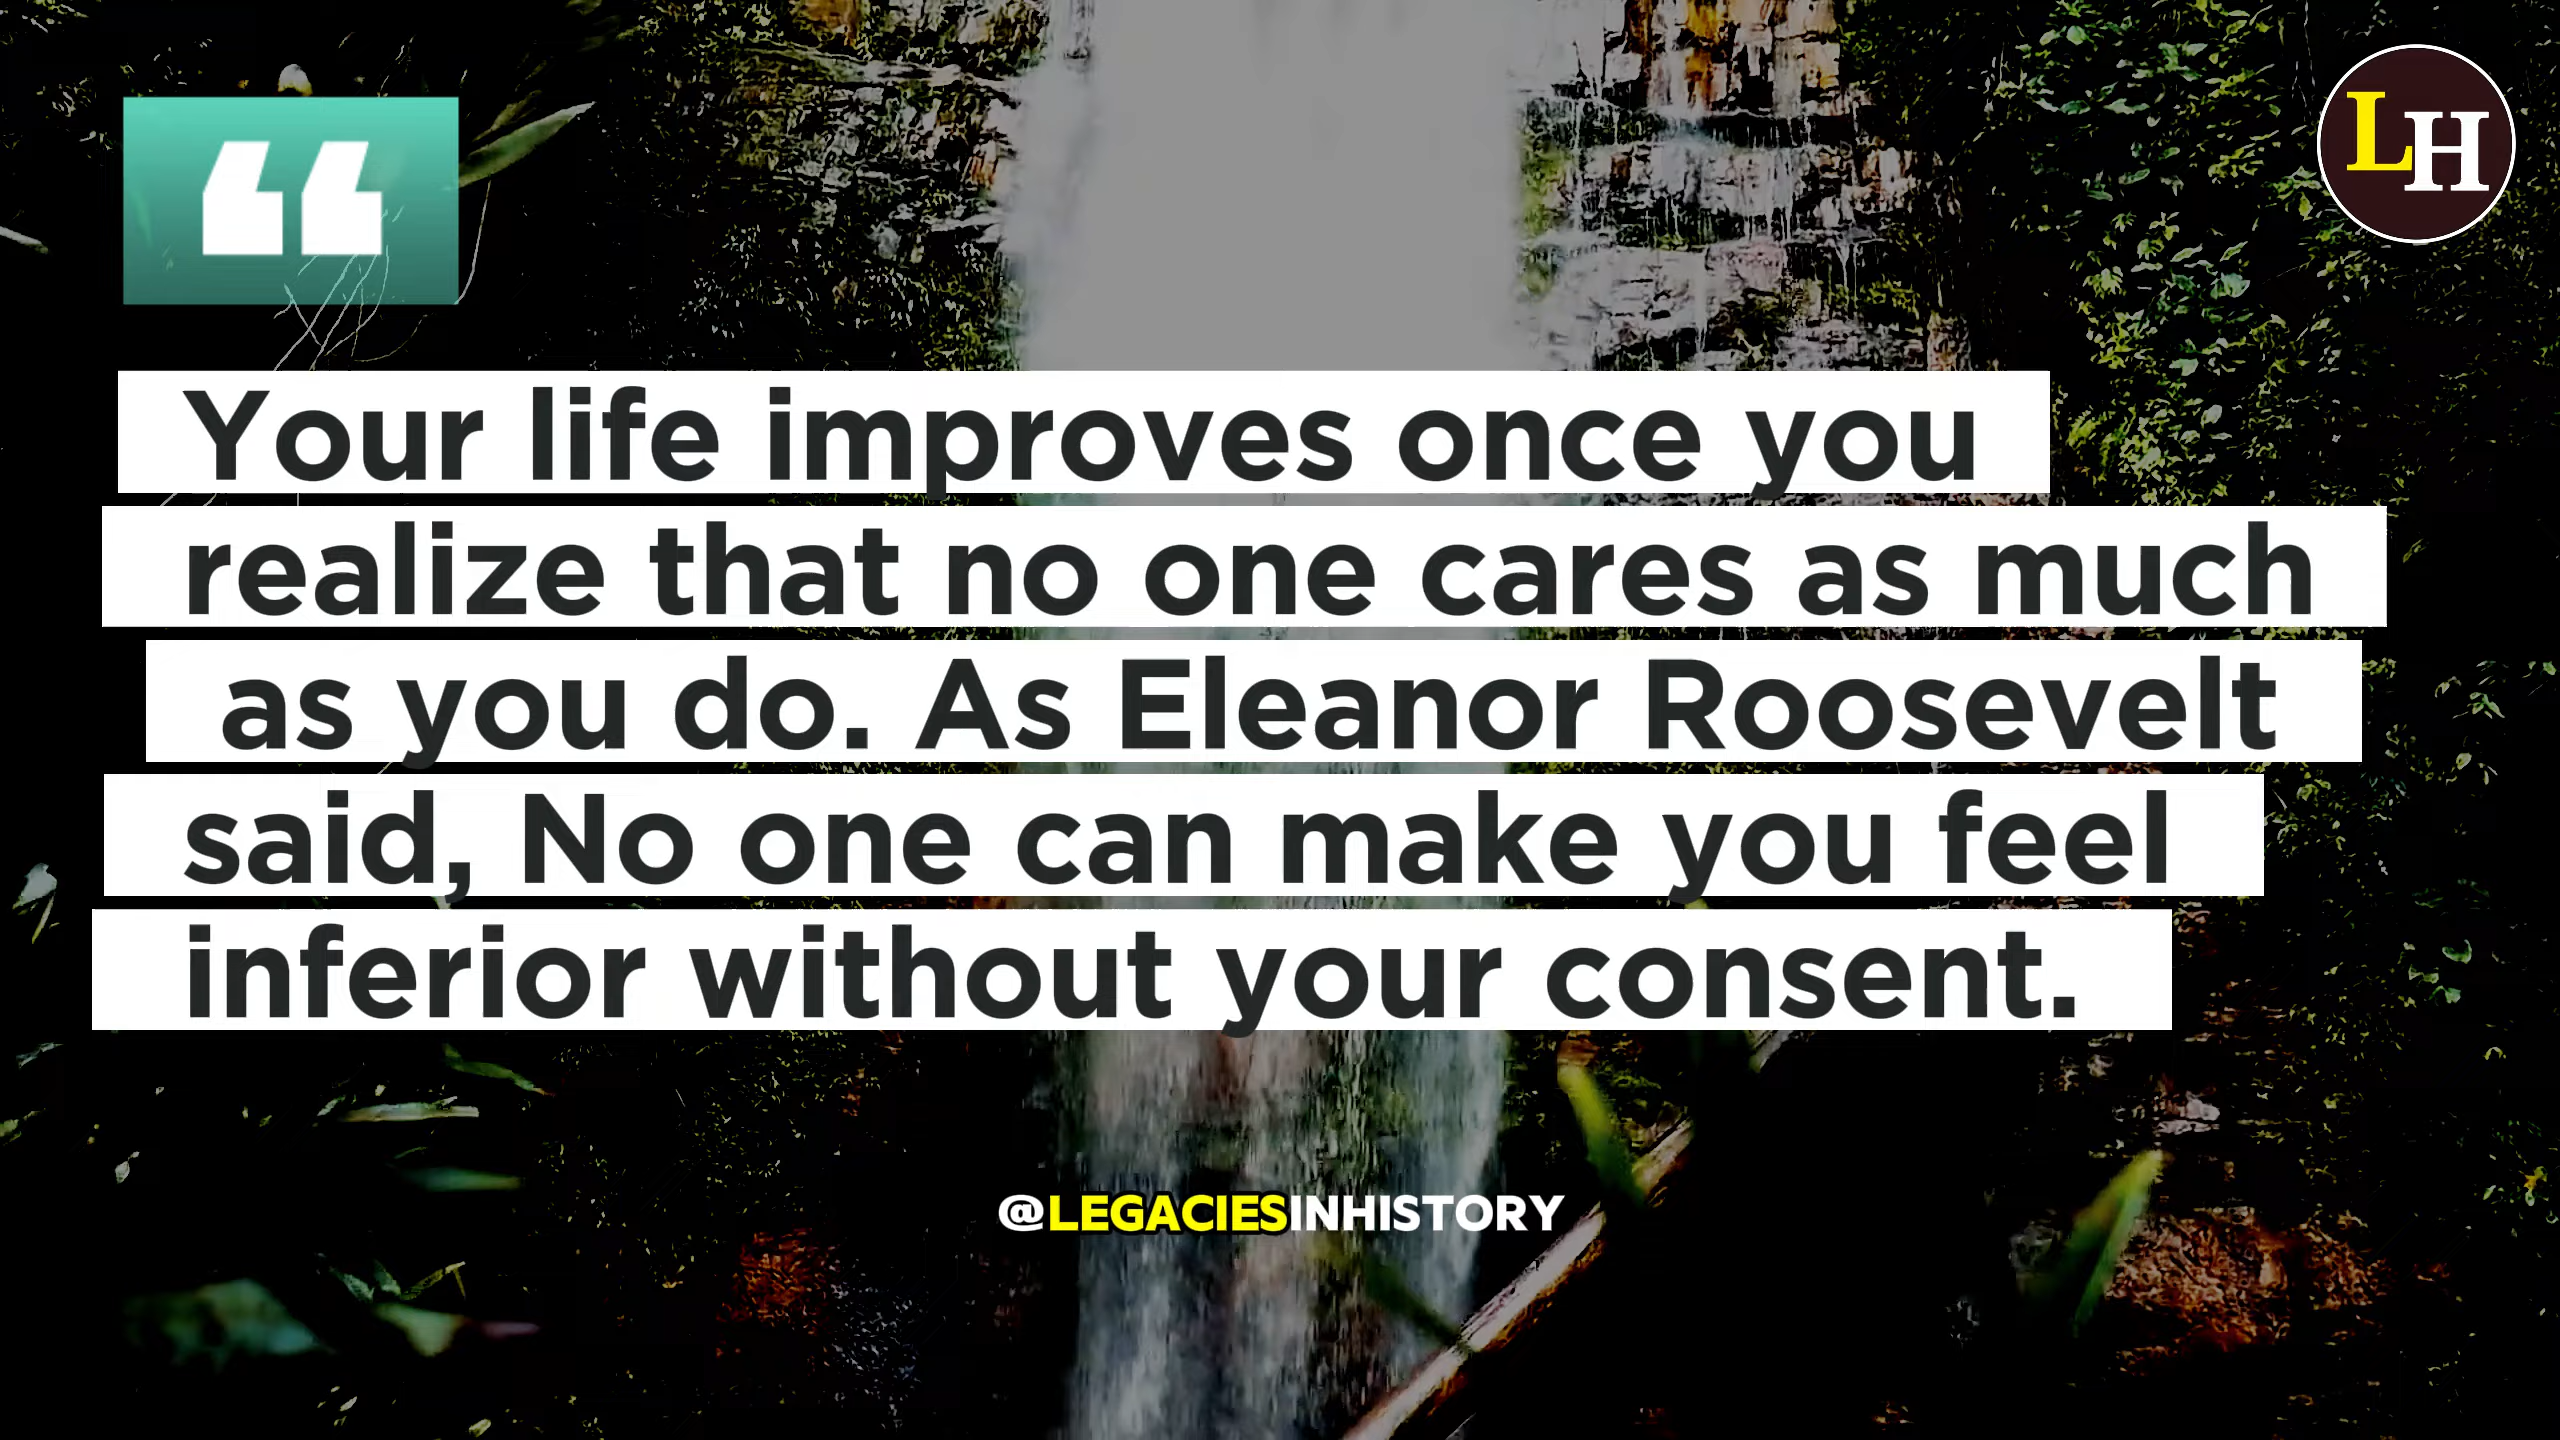 “
LH
Your life improves once you
realize that no one cares as much
as you do. As Eleanor Roosevelt
said, No one can make you feel
inferior without your consent.
@LEGACIESINHISTORY